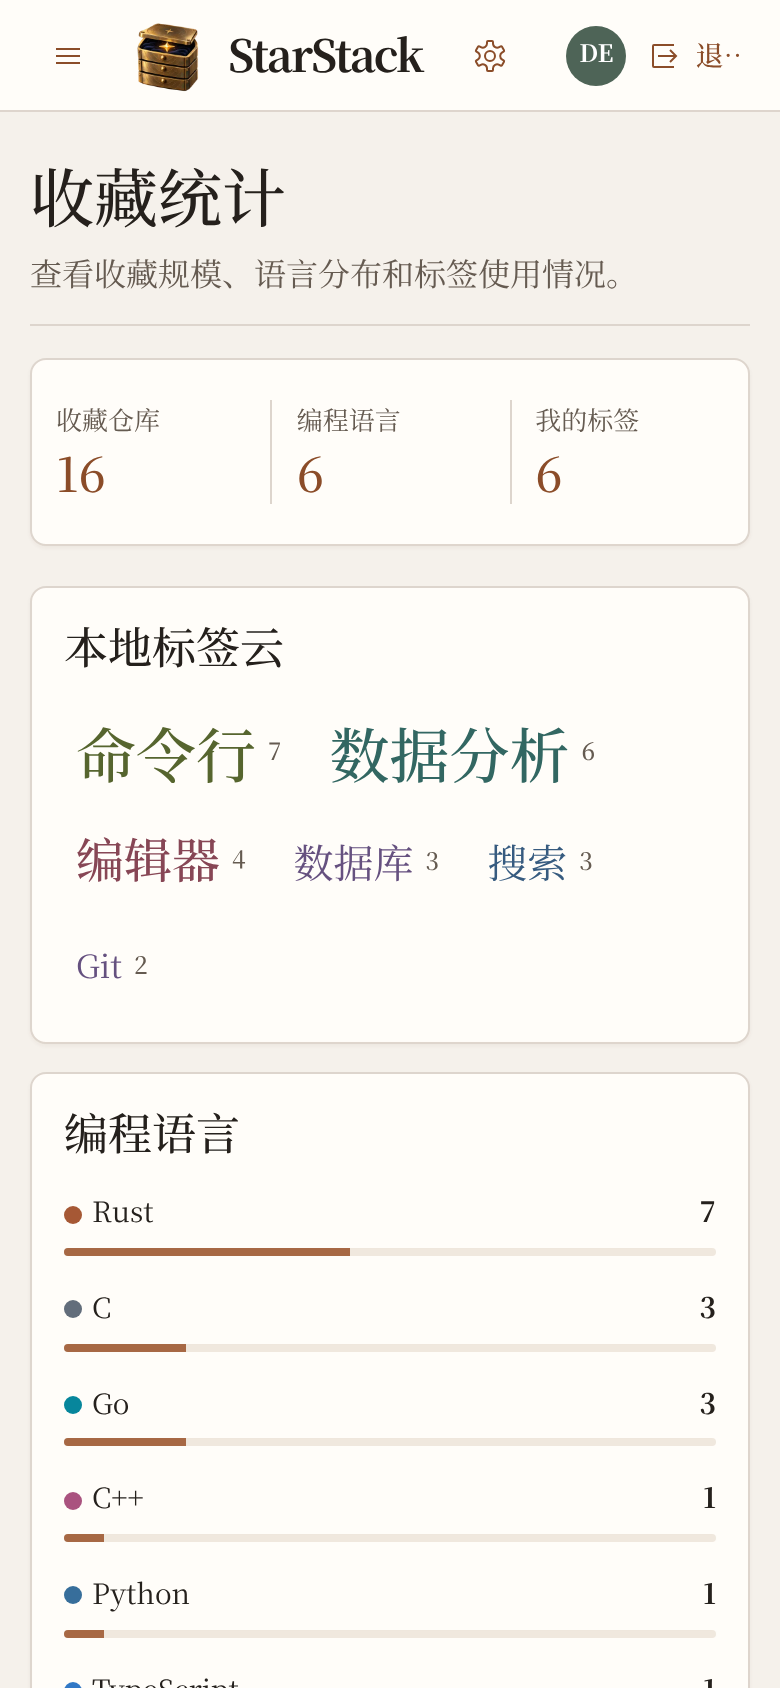 StarStack DE 退··
收藏统计
查看收藏规模、语言分布和标签使用情况。
收藏仓库 编程语言 我的标签
16 6 6
本地标签云
命令行 7 数据分析 6
编辑器 4 数据库 3 搜索 3
Git 2
编程语言
Rust 7
C 3
Go 3
C++ 1
Python 1
TypeScript 1